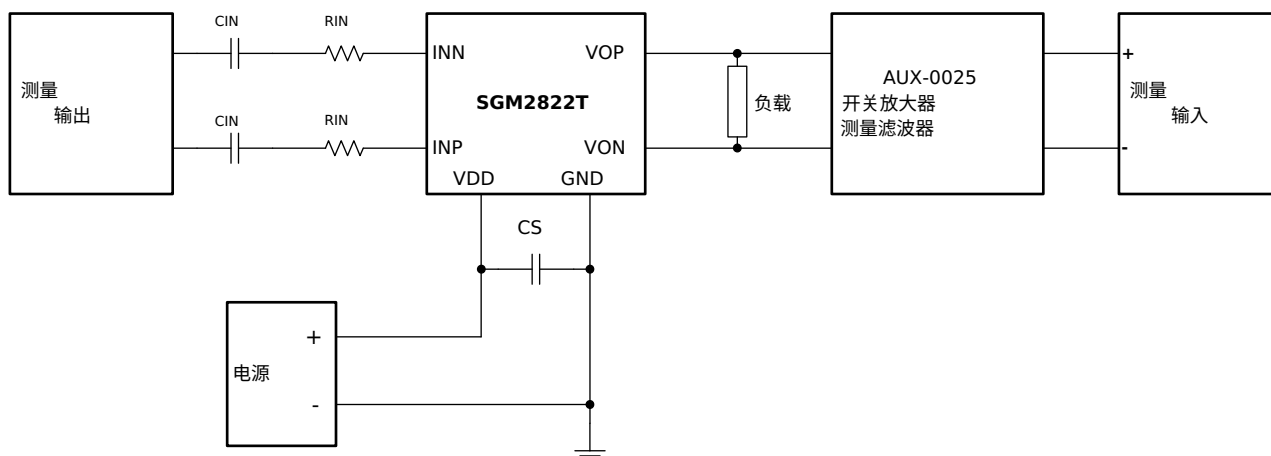 CIN
RIN
INN
VOP
测量
输出
SGM2822T
负载
AUX-0025
开关放大器
测量滤波器
+
测量
输入
-
CIN
RIN
INP
VON
VDD
GND
CS
+
电源
-